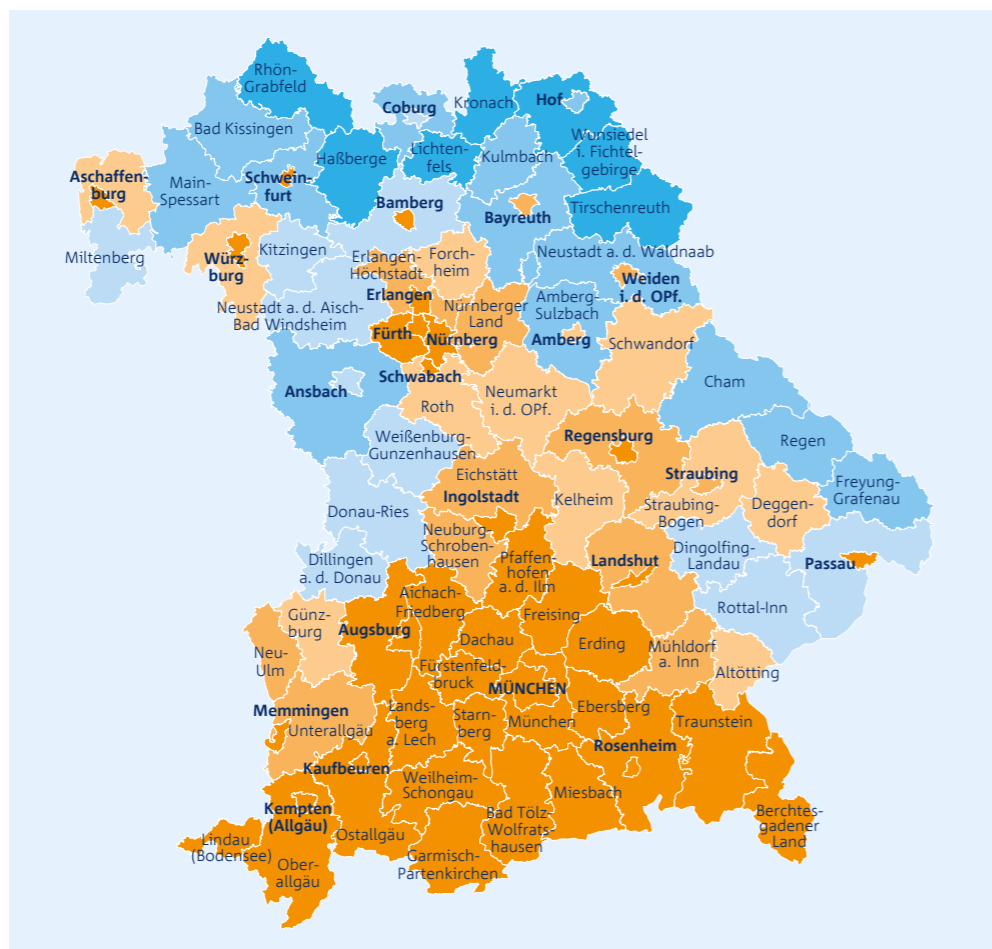 Rhön-
Grabfeld
Coburg
Kronach
Hof
Bad Kissingen
Wunsiedel
i. Fichtel-
gebirge
Haßberge
Lichten-
fels
Kulmbach
Aschaffen-
burg
Main-
Spessart
Schwein-
furt
Bamberg
Bayreuth
Tirschenreuth
Miltenberg
Würz-
burg
Kitzingen
Erlangen-
Höchstadt
Forch-
heim
Neustadt a. d. Waldnaab
Weiden
i. d. OPf.
Erlangen
Neustadt a. d. Aisch-
Bad Windsheim
Nürnberger
Land
Amberg-
Sulzbach
Fürth
Nürnberg
Amberg
Schwandorf
Ansbach
Schwabach
Roth
Neumarkt
i. d. OPf.
Cham
Weißenburg-
Gunzenhausen
Regensburg
Regen
Eichstätt
Ingolstadt
Kelheim
Straubing
Straubing-
Bogen
Deggen-
dorf
Freyung-
Grafenau
Donau-Ries
Neuburg-
Schroben-
hausen
Pfaffen-
hofen
a. d. Ilm
Landshut
Dingolfing-
Landau
Passau
Dillingen
a. d. Donau
Aichach-
Friedberg
Freising
Rottal-Inn
Günz-
burg
Augsburg
Dachau
Erding
Mühldorf
a. Inn
Altötting
Neu-
Ulm
Fürstenfeld-
bruck
MÜNCHEN
Memmingen
Unterallgäu
Lands-
berg
a. Lech
Starn-
berg
München
Ebersberg
Traunstein
Rosenheim
Kaufbeuren
Weilheim-
Schongau
Miesbach
Kempten
(Allgäu)
Ostallgäu
Bad Tölz-
Wolfrats-
hausen
Berchtes-
gadener
Land
Lindau
(Bodensee)
Ober-
allgäu
Garmisch-
Partenkirchen